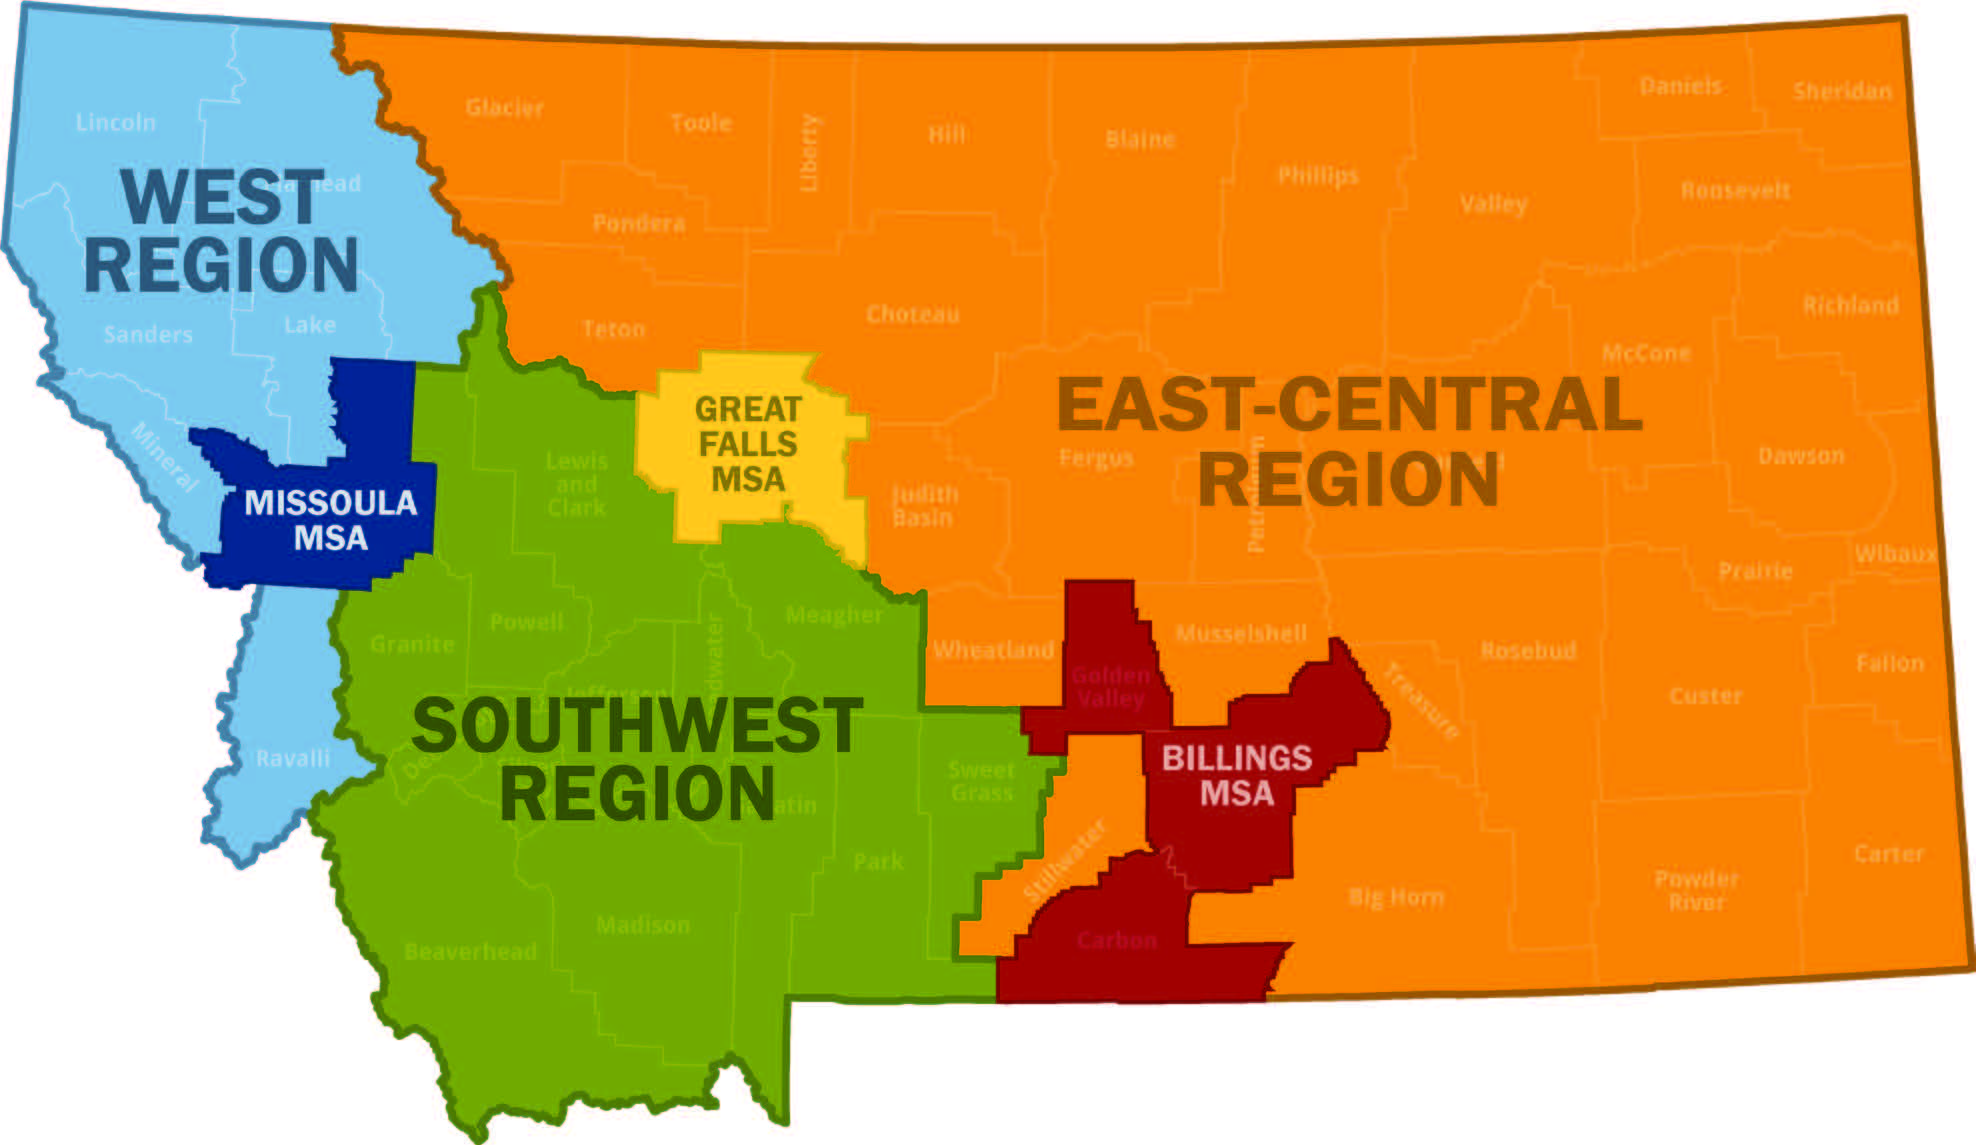 Lincoln
WEST
REGION
Sanders
Lake
Mineral
MISSOULA
MSA
Ravalli
Glacier
Toole
Liberty
Hill
Blaine
Phillips
Valley
Daniels
Sheridan
Roosevelt
Pondera
Teton
Choteau
Richland
McCone
EAST-CENTRAL
REGION
Fergus
Petroleum
Dawson
Judith
Basin
GREAT
FALLS
MSA
Lewis
and
Clark
Prairie
Wibaux
Meagher
Powell
Granite
Wheatland
Golden
Valley
Musselshell
Treasure
Rosebud
Custer
Fallon
SOUTHWEST
REGION
Jefferson
Sweet
Grass
Park
Madison
Beaverhead
BILLINGS
MSA
Stillwater
Carbon
Big Horn
Powder
River
Carter